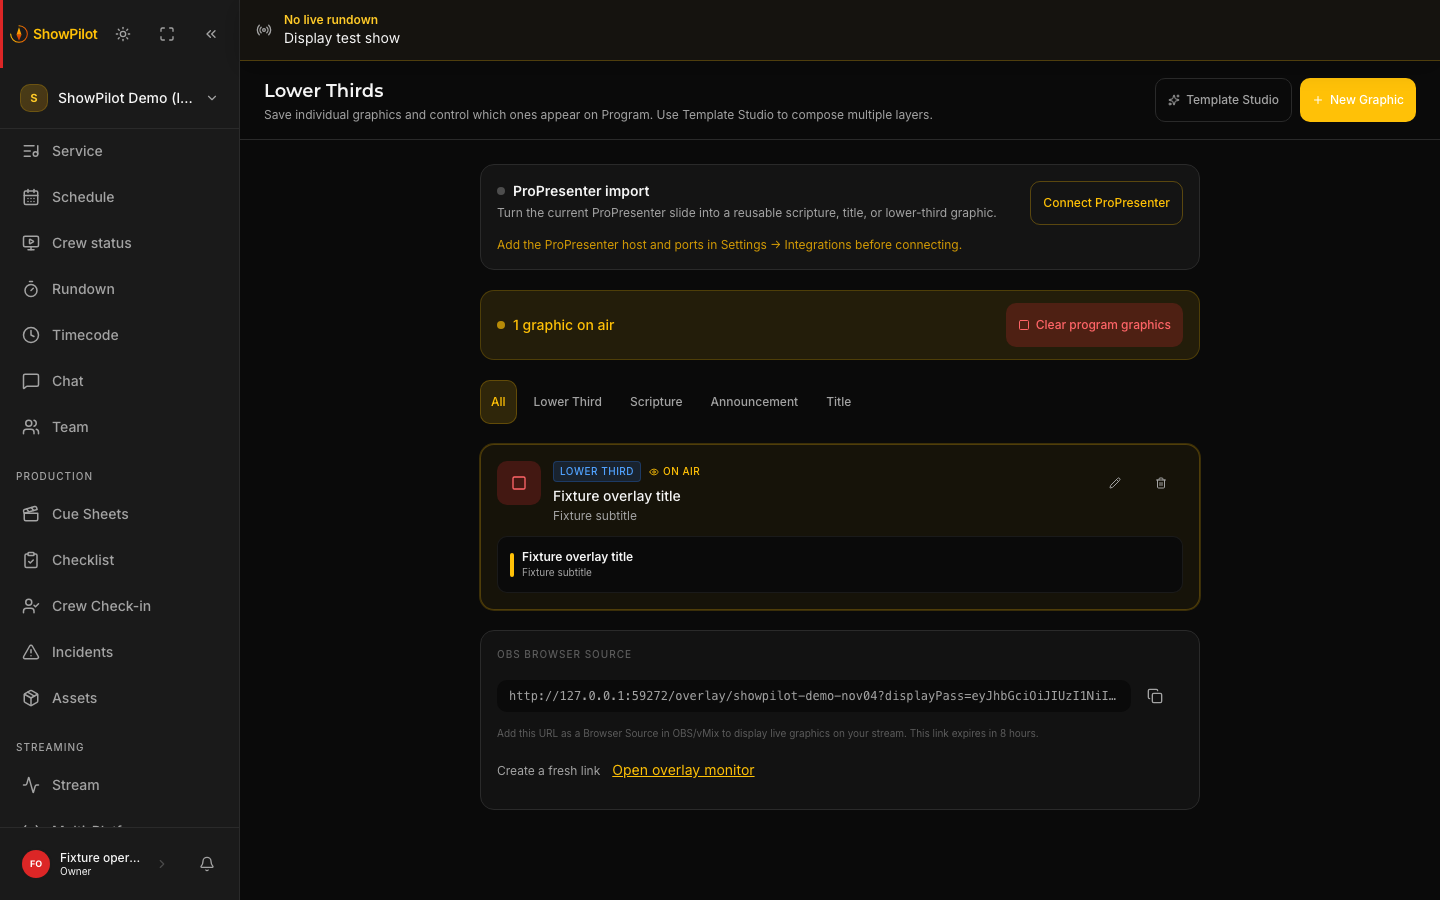 ShowPilot
S
ShowPilot Demo (I...
Service
Schedule
Crew status
Rundown
Timecode
Chat
Team
PRODUCTION
Cue Sheets
Checklist
Crew Check-in
Incidents
Assets
STREAMING
Stream
FO
Fixture oper...
Owner
No live rundown
Display test show
Lower Thirds
Save individual graphics and control which ones appear on Program. Use Template Studio to compose multiple layers.
Template Studio
New Graphic
ProPresenter import
Turn the current ProPresenter slide into a reusable scripture, title, or lower-third graphic.
Connect ProPresenter
Add the ProPresenter host and ports in Settings → Integrations before connecting.
1 graphic on air
Clear program graphics
All
Lower Third
Scripture
Announcement
Title
LOWER THIRD
ON AIR
Fixture overlay title
Fixture subtitle
Fixture overlay title
Fixture subtitle
OBS BROWSER SOURCE
http://127.0.0.1:59272/overlay/showpilot-demo-nov04?displayPass=eyJhbGciOiJIUzI1NiI…
Add this URL as a Browser Source in OBS/vMix to display live graphics on your stream. This link expires in 8 hours.
Create a fresh link
Open overlay monitor